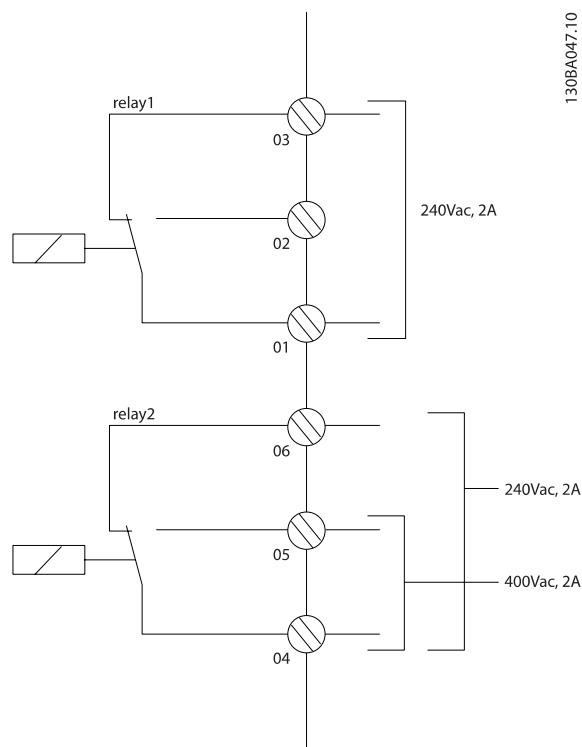 130BA047.10
relay1
03
240Vac, 2A
02
01
relay2
06
240Vac, 2A
05
400Vac, 2A
04